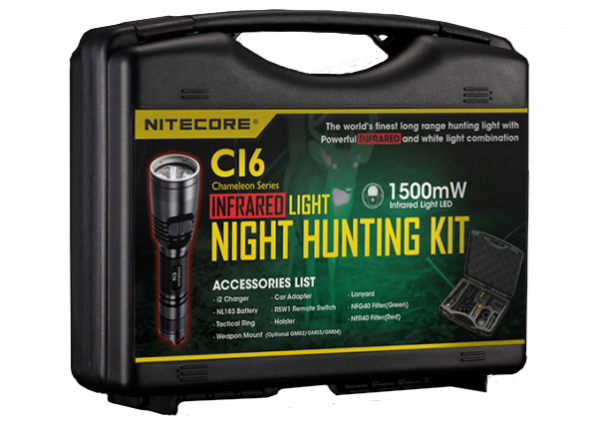 NITECORE®
The world's finest long range hunting light with
Powerful INFRARED and white light combination
CI6
Chameleon Series
1500mW
Infrared Light LED
INFRARED LIGHT
NIGHT HUNTING KIT
ACCESSORIES LIST
· i2 Charger
· Car Adapter
· Lanyard
· NL183 Battery
· RSW1 Remote Switch
· NFG40 Filter(Green)
· Tactical Ring
· Holster
· NFR40 Filter(Red)
· Weapon Mount (Optional GM02/GM03/GM04)
CI6